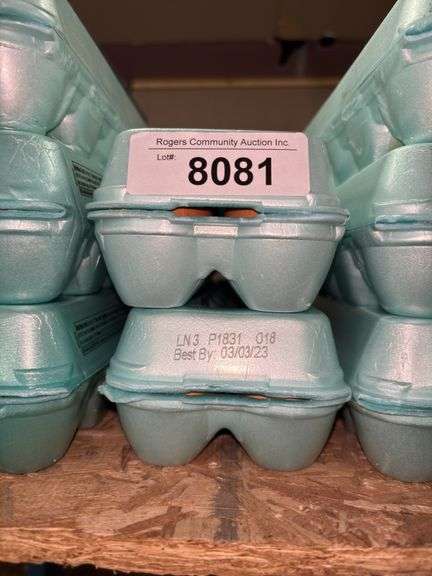 Rogers Community Auction Inc.
Lot#:
8081
LN3 P1831 018
Best By: 03/03/23